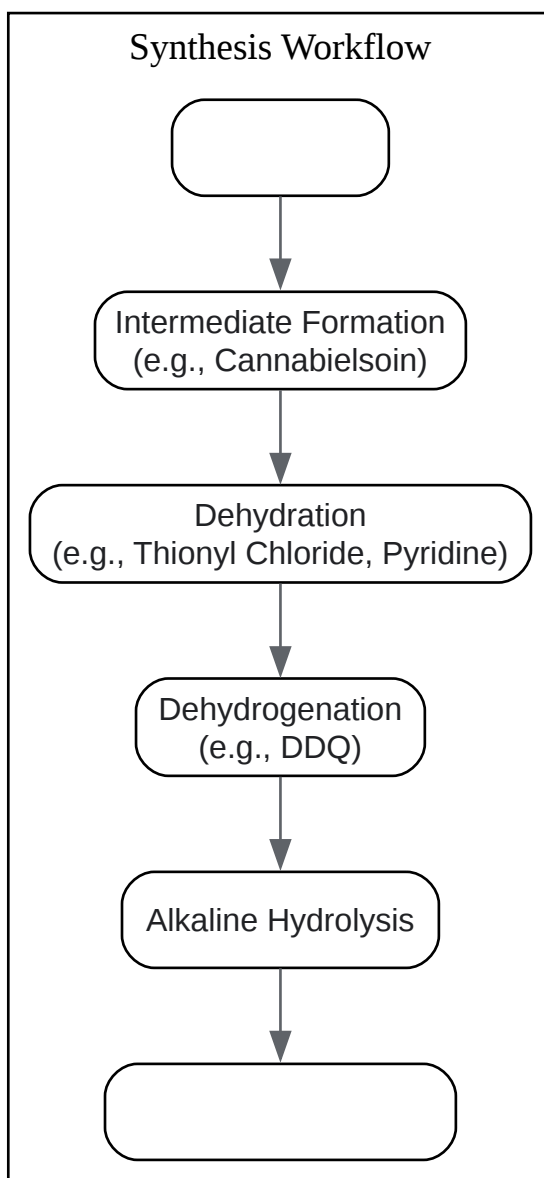 Synthesis Workflow
Intermediate Formation
(e.g., Cannabielsoin)
Dehydration
(e.g., Thionyl Chloride, Pyridine)
Dehydrogenation
(e.g., DDQ)
Alkaline Hydrolysis